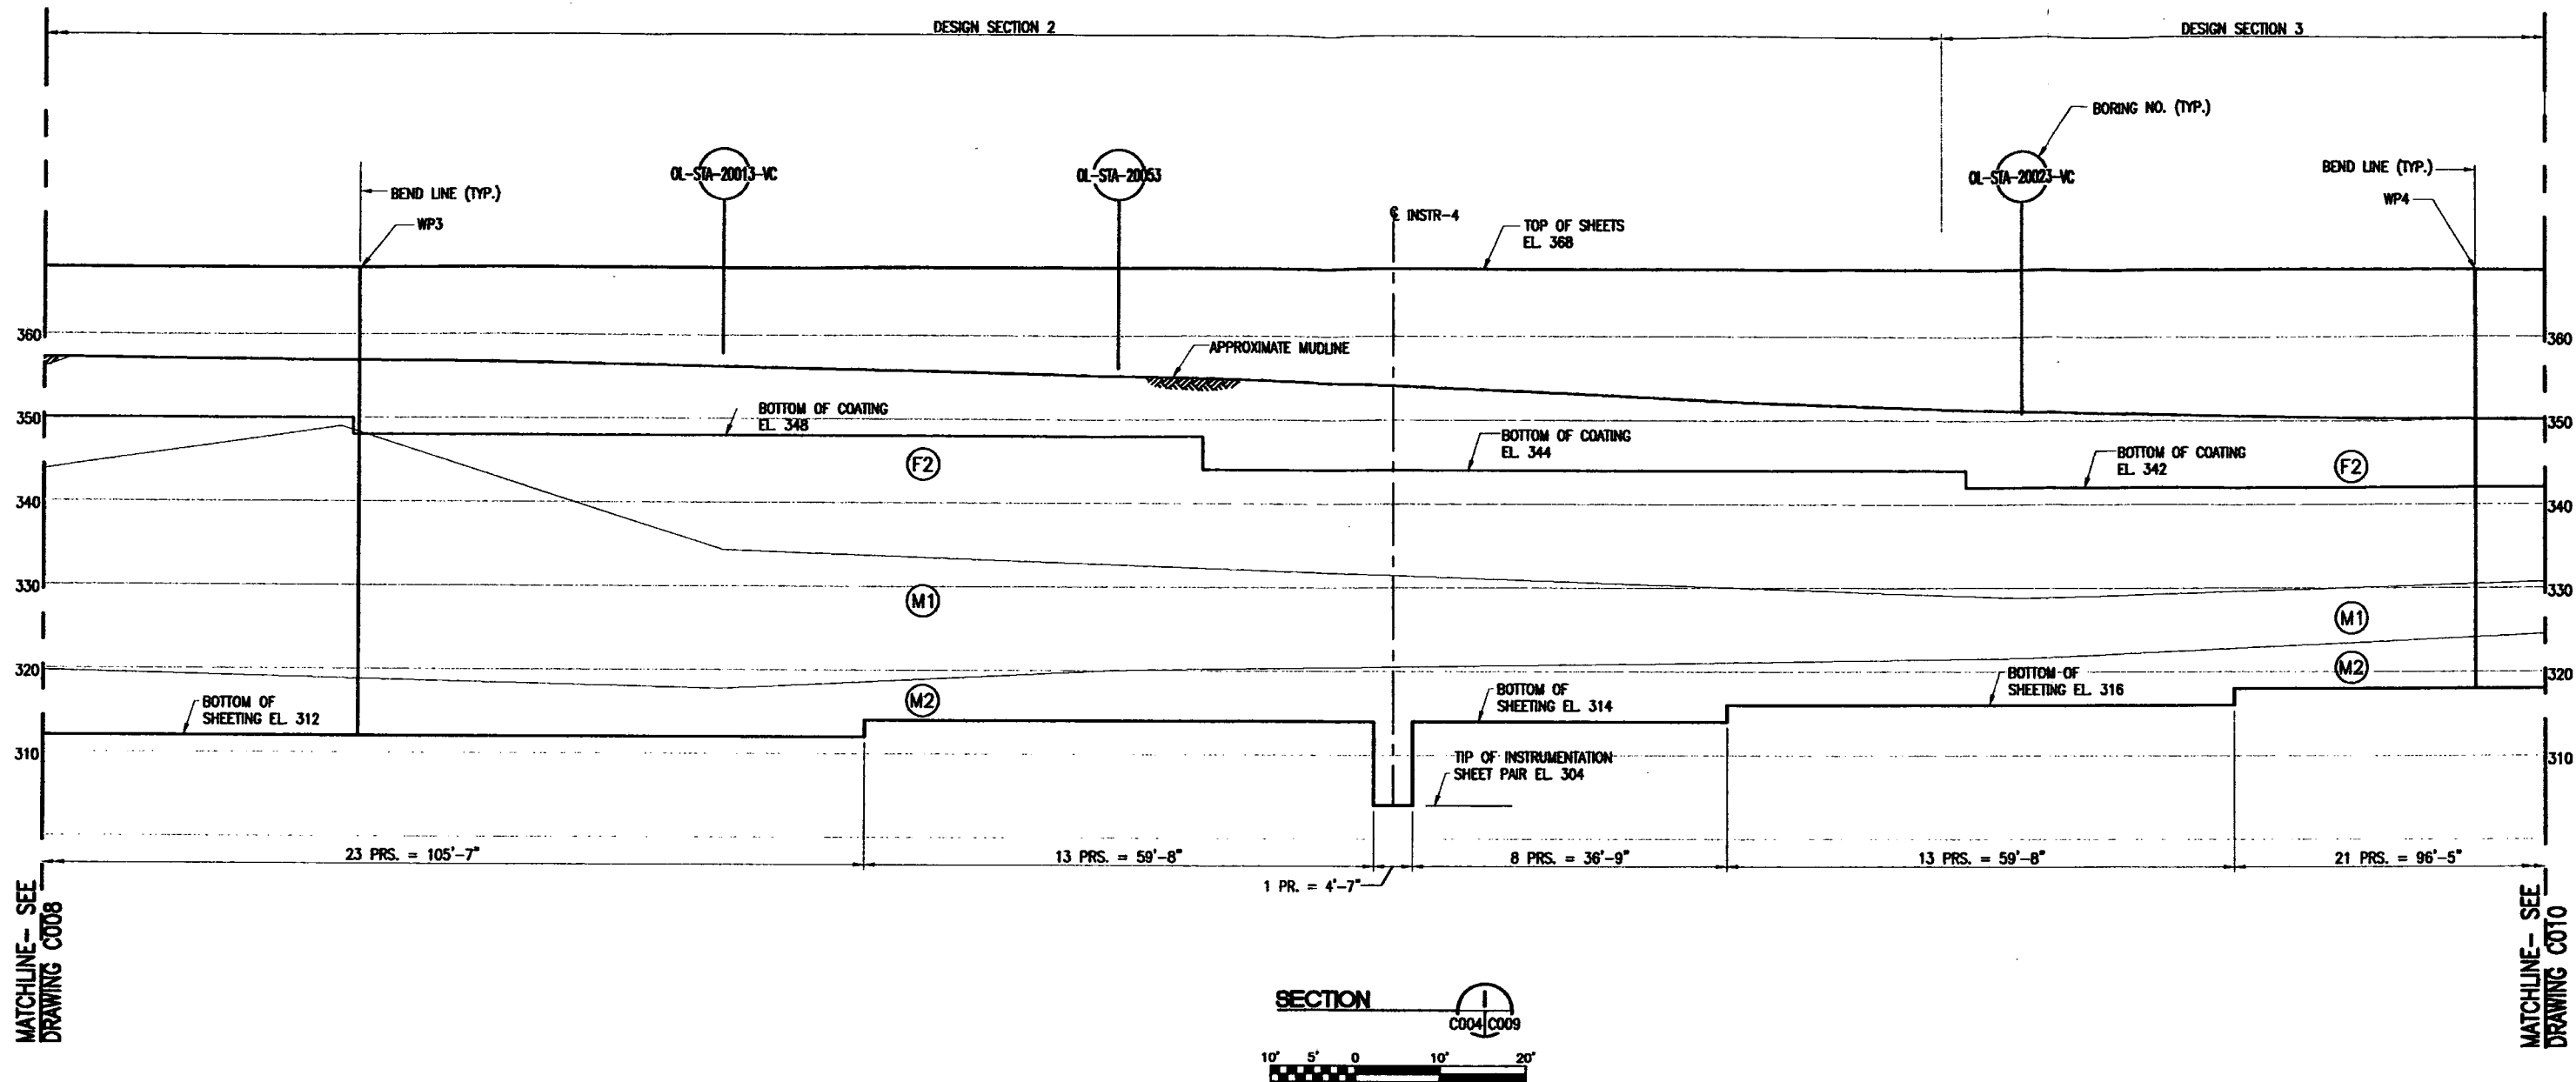 DESIGN SECTION 2
DESIGN SECTION 3
BORING NO. (TYP.)
OL-STA-20013-VC
OL-STA-20053
OL-STA-20023-VC
BEND LINE (TYP.)
WP3
BEND LINE (TYP.)
WP4
℄ INSTR-4
TOP OF SHEETS
EL. 368
360
360
APPROXIMATE MUDLINE
350
350
BOTTOM OF COATING
EL. 348
BOTTOM OF COATING
EL. 344
BOTTOM OF COATING
EL. 342
F2
F2
340
340
330
330
M1
M1
320
320
M2
M2
BOTTOM OF
SHEETING EL. 312
BOTTOM OF
SHEETING EL. 314
BOTTOM OF
SHEETING EL. 316
310
310
TIP OF INSTRUMENTATION
SHEET PAIR EL. 304
23 PRS. = 105'-7"
13 PRS. = 59'-8"
1 PR. = 4'-7"
8 PRS. = 36'-9"
13 PRS. = 59'-8"
21 PRS. = 96'-5"
MATCHLINE- SEE
DRAWING C008
MATCHLINE- SEE
DRAWING C010
SECTION
I
C004 C009
10' 5' 0 10' 20'